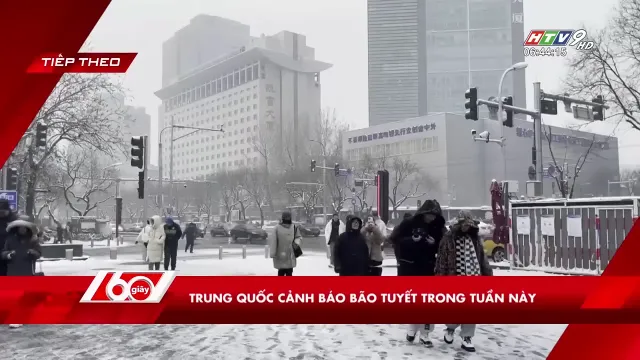 TIẾP THEO
HTV9 HD
06:44:15
60 giây
TRUNG QUỐC CẢNH BÁO BÃO TUYẾT TRONG TUẦN NÀY